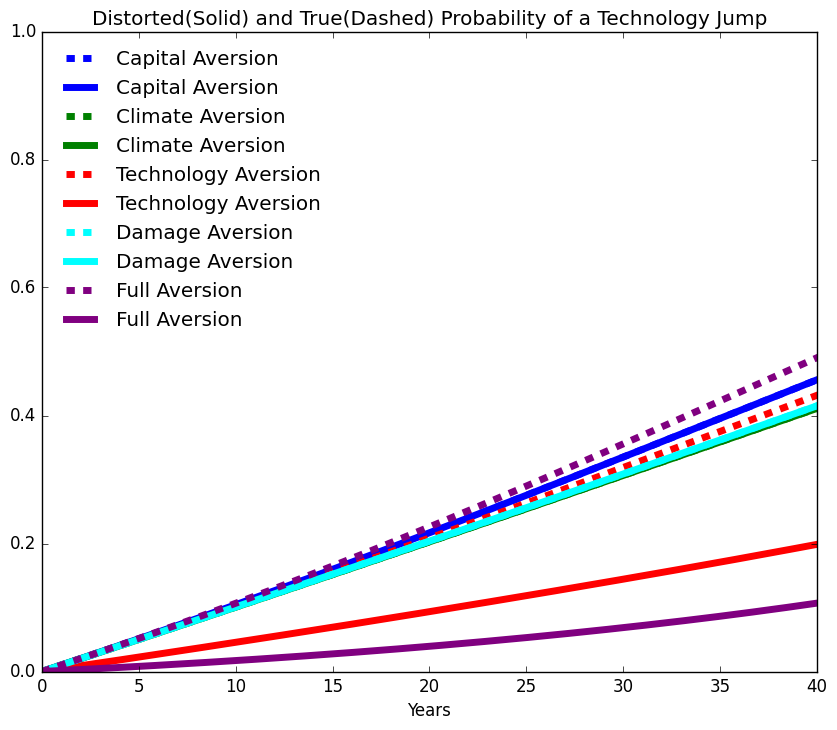 Distorted(Solid) and True(Dashed) Probability of a Technology Jump
1.0
0.8
0.6
0.4
0.2
0.0
Capital Aversion
Capital Aversion
Climate Aversion
Climate Aversion
Technology Aversion
Technology Aversion
Damage Aversion
Damage Aversion
Full Aversion
Full Aversion
0 5 10 15 20 25 30 35 40
Years